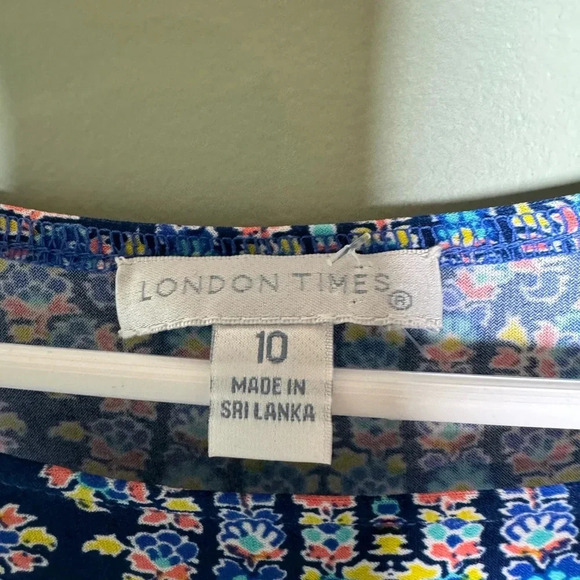 LONDON TIMES ®
10
MADE IN
SRI LANKA